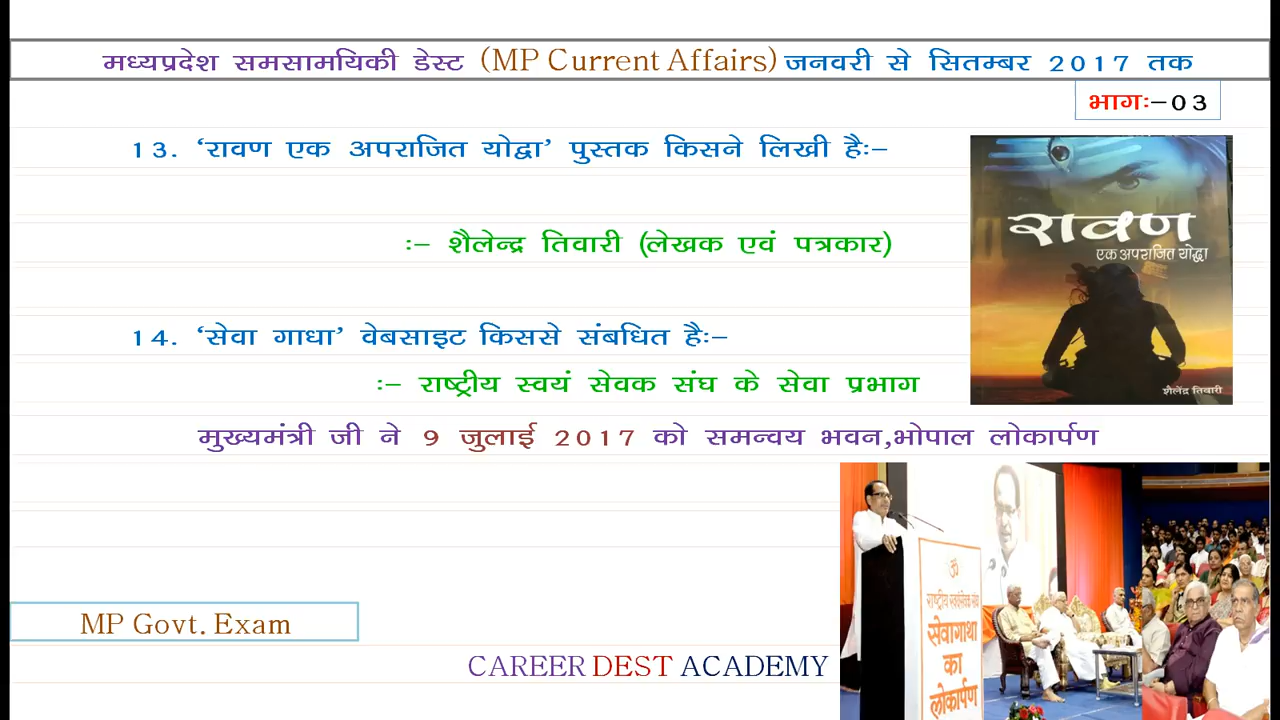 मध्यप्रदेश समसामयिकी डेस्ट (MP Current Affairs) जनवरी से सितम्बर 2017 तक
भागः-03
13. ‘रावण एक अपराजित योद्वा’ पुस्तक किसने लिखी हैः-
ः- शैलेन्द्र तिवारी (लेखक एवं पत्रकार)
रावण
एक अपराजित योद्धा
शैलेंद्र तिवारी
14. ‘सेवा गाधा’ वेबसाइट किससे संबधित हैः-
ः- राष्ट्रीय स्वयं सेवक संघ के सेवा प्रभाग
मुख्यमंत्री जी ने 9 जुलाई 2017 को समन्वय भवन,भोपाल लोकार्पण
ॐ
राष्ट्रीय स्वयंसेवक संघ
सेवागाथा
का
लोकार्पण
MP Govt. Exam
CAREER DEST ACADEMY